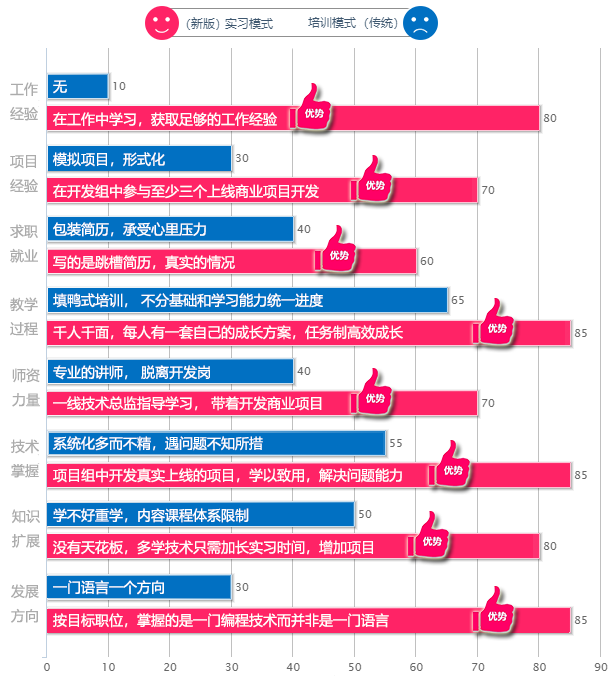 (新版) 实习模式
培训模式 (传统)
工作
经验
无
10
在工作中学习，获取足够的工作经验
优势
80
项目
经验
模拟项目，形式化
30
在开发组中参与至少三个上线商业项目开发
优势
70
求职
就业
包装简历，承受心里压力
40
写的是跳槽简历，真实的情况
优势
60
教学
过程
填鸭式培训， 不分基础和学习能力统一进度
65
千人千面，每人有一套自己的成长方案，任务制高效成长
优势
85
师资
力量
专业的讲师， 脱离开发岗
40
一线技术总监指导学习， 带着开发商业项目
优势
70
技术
掌握
系统化多而不精，遇问题不知所措
55
项目组中开发真实上线的项目，学以致用，解决问题能力
优势
85
知识
扩展
学不好重学，内容课程体系限制
50
没有天花板，多学技术只需加长实习时间，增加项目
优势
80
发展
方向
一门语言一个方向
30
按目标职位，掌握的是一门编程技术而并非是一门语言
优势
85
0 10 20 30 40 50 60 70 80 90